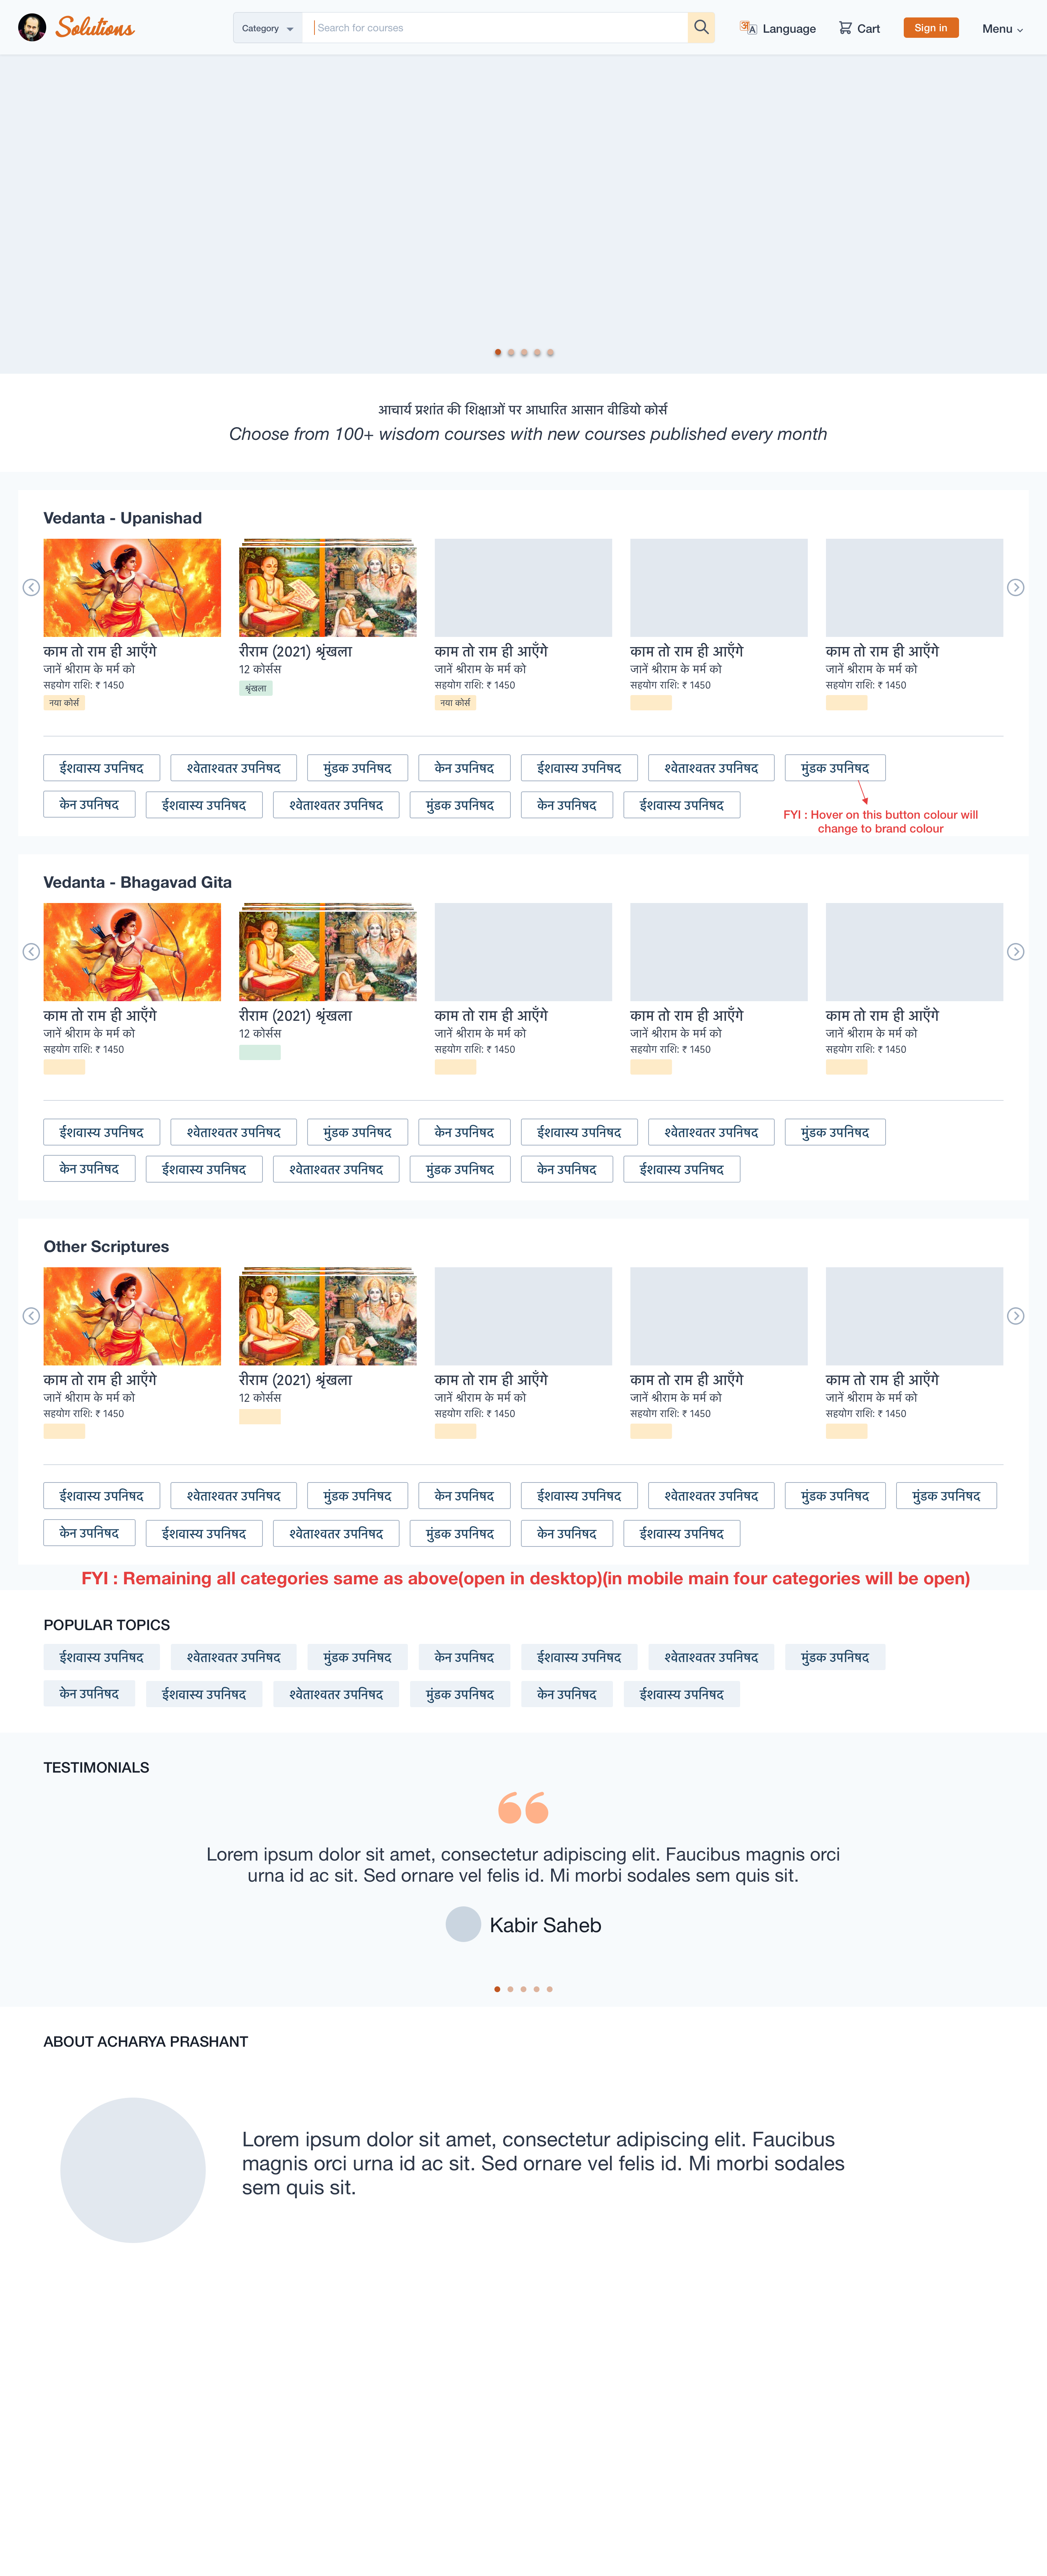 Solutions
Category
Search for courses
Language
Cart
Sign in
Menu
आचार्य प्रशांत की शिक्षाओं पर आधारित आसान वीडियो कोर्स
Choose from 100+ wisdom courses with new courses published every month
Vedanta - Upanishad
काम तो राम ही आएँगे
जानें श्रीराम के मर्म को
सहयोग राशि: ₹ 1450
नया कोर्स
रीराम (2021) श्रृंखला
12 कोर्सस
श्रृंखला
काम तो राम ही आएँगे
जानें श्रीराम के मर्म को
सहयोग राशि: ₹ 1450
नया कोर्स
काम तो राम ही आएँगे
जानें श्रीराम के मर्म को
सहयोग राशि: ₹ 1450
काम तो राम ही आएँगे
जानें श्रीराम के मर्म को
सहयोग राशि: ₹ 1450
ईशवास्य उपनिषद
श्वेताश्वतर उपनिषद
मुंडक उपनिषद
केन उपनिषद
ईशवास्य उपनिषद
श्वेताश्वतर उपनिषद
मुंडक उपनिषद
केन उपनिषद
ईशवास्य उपनिषद
श्वेताश्वतर उपनिषद
मुंडक उपनिषद
केन उपनिषद
ईशवास्य उपनिषद
FYI : Hover on this button colour will
change to brand colour
Vedanta - Bhagavad Gita
काम तो राम ही आएँगे
जानें श्रीराम के मर्म को
सहयोग राशि: ₹ 1450
रीराम (2021) श्रृंखला
12 कोर्सस
काम तो राम ही आएँगे
जानें श्रीराम के मर्म को
सहयोग राशि: ₹ 1450
काम तो राम ही आएँगे
जानें श्रीराम के मर्म को
सहयोग राशि: ₹ 1450
काम तो राम ही आएँगे
जानें श्रीराम के मर्म को
सहयोग राशि: ₹ 1450
ईशवास्य उपनिषद
श्वेताश्वतर उपनिषद
मुंडक उपनिषद
केन उपनिषद
ईशवास्य उपनिषद
श्वेताश्वतर उपनिषद
मुंडक उपनिषद
केन उपनिषद
ईशवास्य उपनिषद
श्वेताश्वतर उपनिषद
मुंडक उपनिषद
केन उपनिषद
ईशवास्य उपनिषद
Other Scriptures
काम तो राम ही आएँगे
जानें श्रीराम के मर्म को
सहयोग राशि: ₹ 1450
रीराम (2021) श्रृंखला
12 कोर्सस
काम तो राम ही आएँगे
जानें श्रीराम के मर्म को
सहयोग राशि: ₹ 1450
काम तो राम ही आएँगे
जानें श्रीराम के मर्म को
सहयोग राशि: ₹ 1450
काम तो राम ही आएँगे
जानें श्रीराम के मर्म को
सहयोग राशि: ₹ 1450
ईशवास्य उपनिषद
श्वेताश्वतर उपनिषद
मुंडक उपनिषद
केन उपनिषद
ईशवास्य उपनिषद
श्वेताश्वतर उपनिषद
मुंडक उपनिषद
मुंडक उपनिषद
केन उपनिषद
ईशवास्य उपनिषद
श्वेताश्वतर उपनिषद
मुंडक उपनिषद
केन उपनिषद
ईशवास्य उपनिषद
FYI : Remaining all categories same as above(open in desktop)(in mobile main four categories will be open)
POPULAR TOPICS
ईशवास्य उपनिषद
श्वेताश्वतर उपनिषद
मुंडक उपनिषद
केन उपनिषद
ईशवास्य उपनिषद
श्वेताश्वतर उपनिषद
मुंडक उपनिषद
केन उपनिषद
ईशवास्य उपनिषद
श्वेताश्वतर उपनिषद
मुंडक उपनिषद
केन उपनिषद
ईशवास्य उपनिषद
TESTIMONIALS
Lorem ipsum dolor sit amet, consectetur adipiscing elit. Faucibus magnis orci
urna id ac sit. Sed ornare vel felis id. Mi morbi sodales sem quis sit.
Kabir Saheb
ABOUT ACHARYA PRASHANT
Lorem ipsum dolor sit amet, consectetur adipiscing elit. Faucibus
magnis orci urna id ac sit. Sed ornare vel felis id. Mi morbi sodales
sem quis sit.